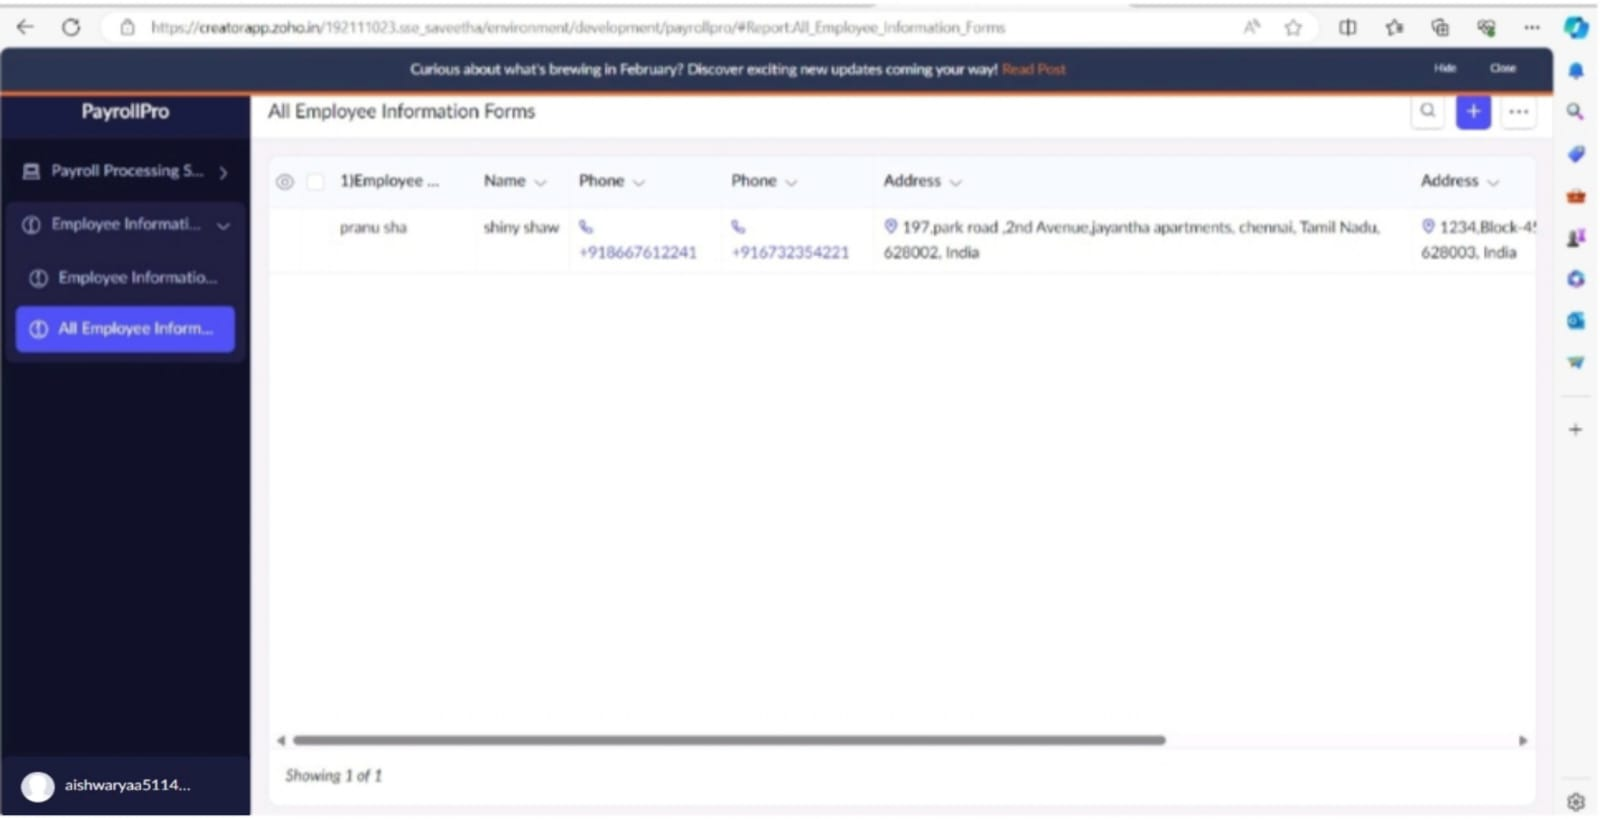 https://creatorapp.zoho.in/192111023.sse_saveetha/environment/development/payrollpro/#Report:All_Employee_Information_Forms
Curious about what's brewing in February? Discover exciting new updates coming your way! Read Post
Hide
Close
PayrollPro
All Employee Information Forms
Payroll Processing S...
Employee Informati...
Employee Informatio...
All Employee Inform...
1)Employee ...
Name
Phone
Phone
Address
Address
pranu sha
shiny shaw
+918667612241
+916732354221
197,park road ,2nd Avenue,jayantha apartments, chennai, Tamil Nadu,
628002, India
1234,Block-45
628003, India
Showing 1 of 1
aishwaryaa5114...